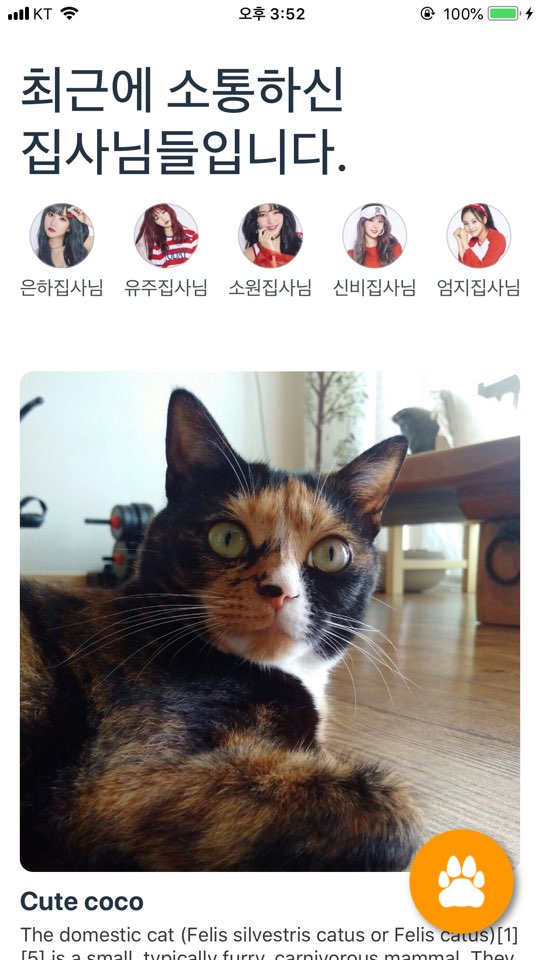 KT 오후 3:52 100%
최근에 소통하신
집사님들입니다.
은하집사님 유주집사님 소원집사님 신비집사님 엄지집사님
Cute coco
The domestic cat (Felis silvestris catus or Felis catus)[1]
[5] is a small, typically furry, carnivorous mammal. They